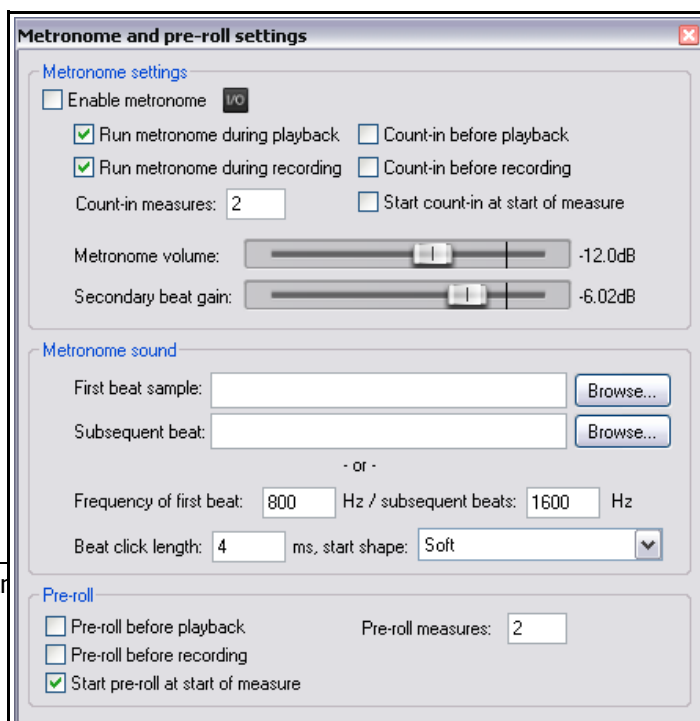 Metronome and pre-roll settings
Metronome settings
Enable metronome I/O
Run metronome during playback Count-in before playback
Run metronome during recording Count-in before recording
Count-in measures: 2 Start count-in at start of measure
Metronome volume: -12.0dB
Secondary beat gain: -6.02dB
Metronome sound
First beat sample: Browse...
Subsequent beat: Browse...
- or -
Frequency of first beat: 800 Hz / subsequent beats: 1600 Hz
Beat click length: 4 ms, start shape: Soft
Pre-roll
Pre-roll before playback Pre-roll measures: 2
Pre-roll before recording
Start pre-roll at start of measure